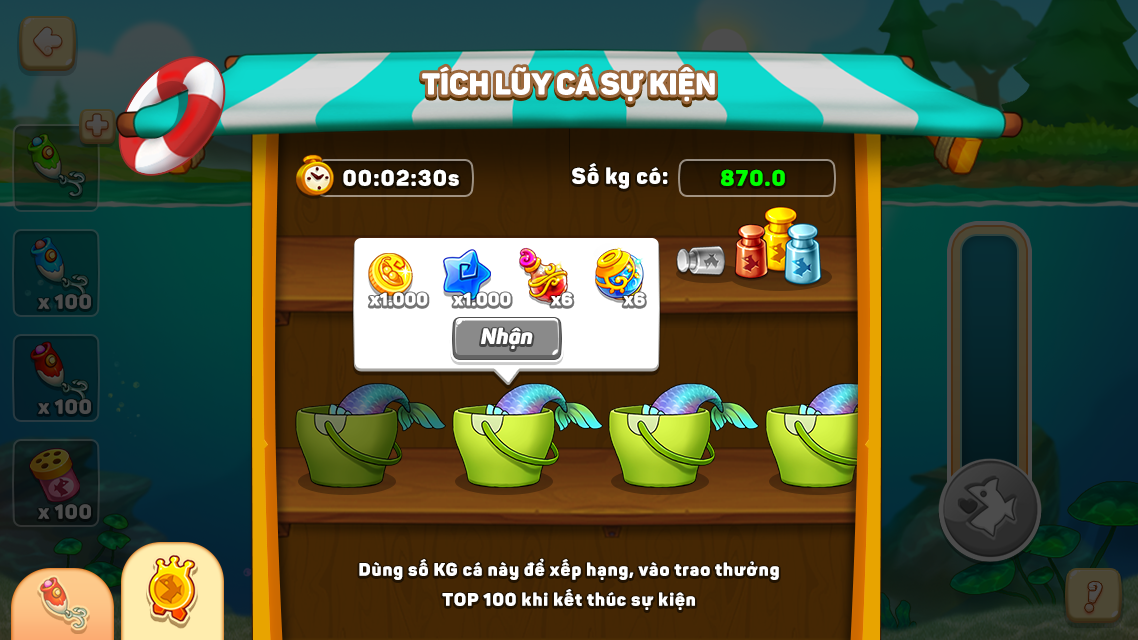 TÍCH LŨY CÁ SỰ KIỆN
00:02:30s
Số kg có:
870.0
x1.000
x1.000
x6
x6
Nhận
x 100
x 100
x 100
Dùng số KG cá này để xếp hạng, vào trao thưởng
TOP 100 khi kết thúc sự kiện